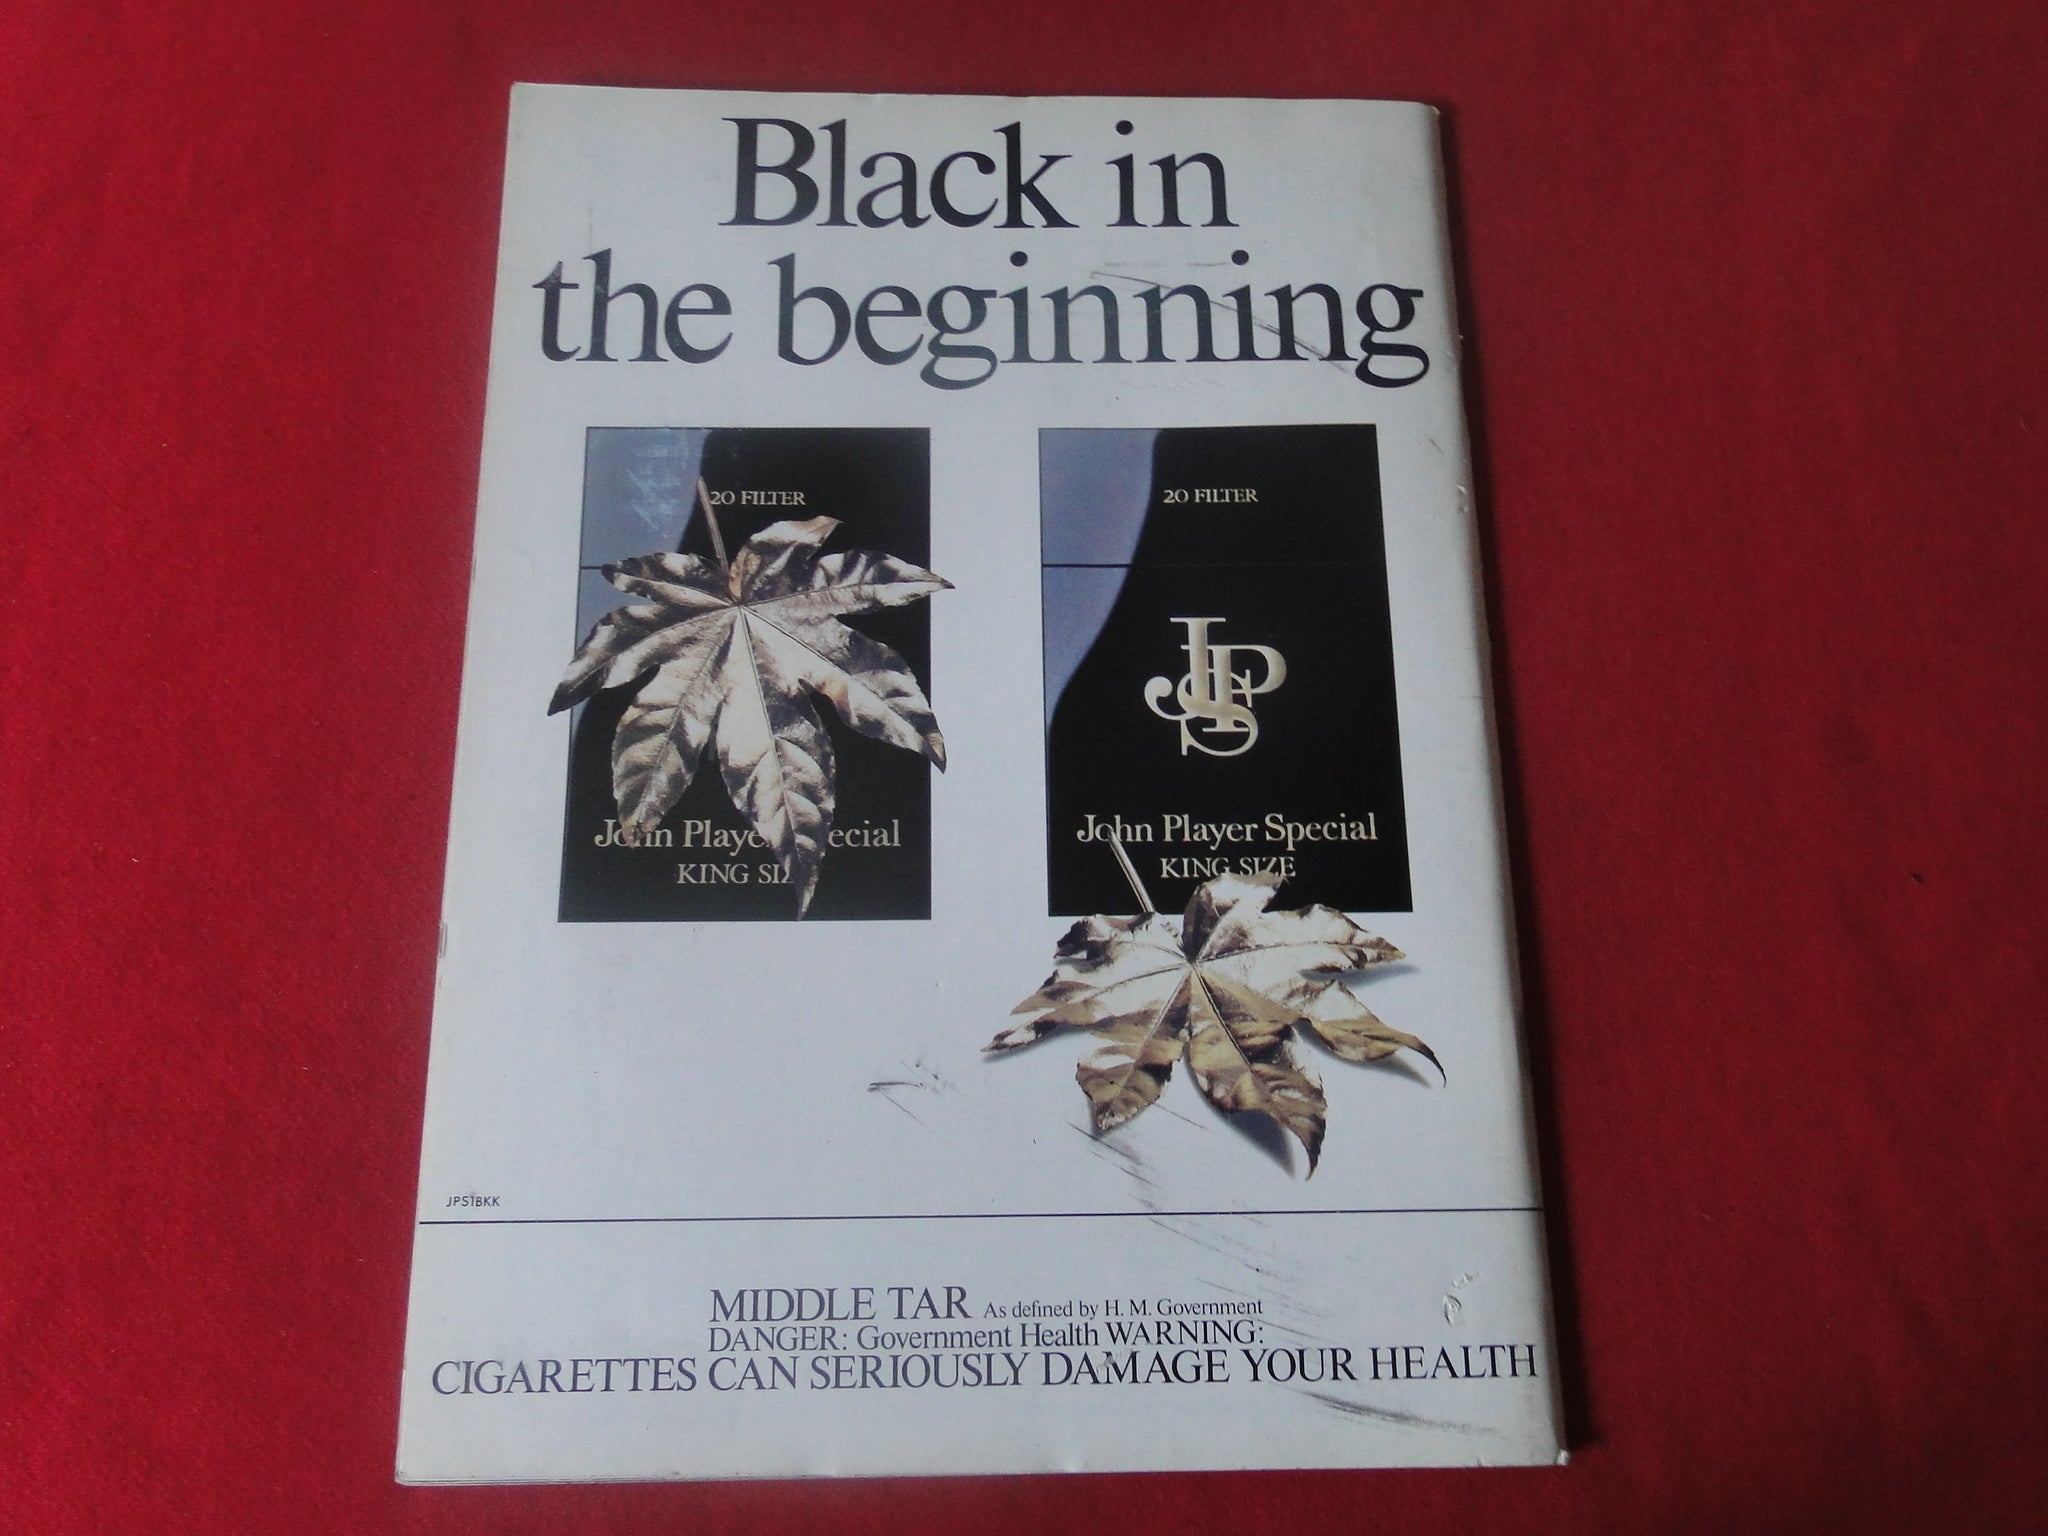 Black in
the beginning
20 FILTER
John Player Special
KING SIZE
20 FILTER
JPS
John Player Special
KING SIZE
JPS1BKK
MIDDLE TAR As defined by H. M. Government
DANGER: Government Health WARNING:
CIGARETTES CAN SERIOUSLY DAMAGE YOUR HEALTH